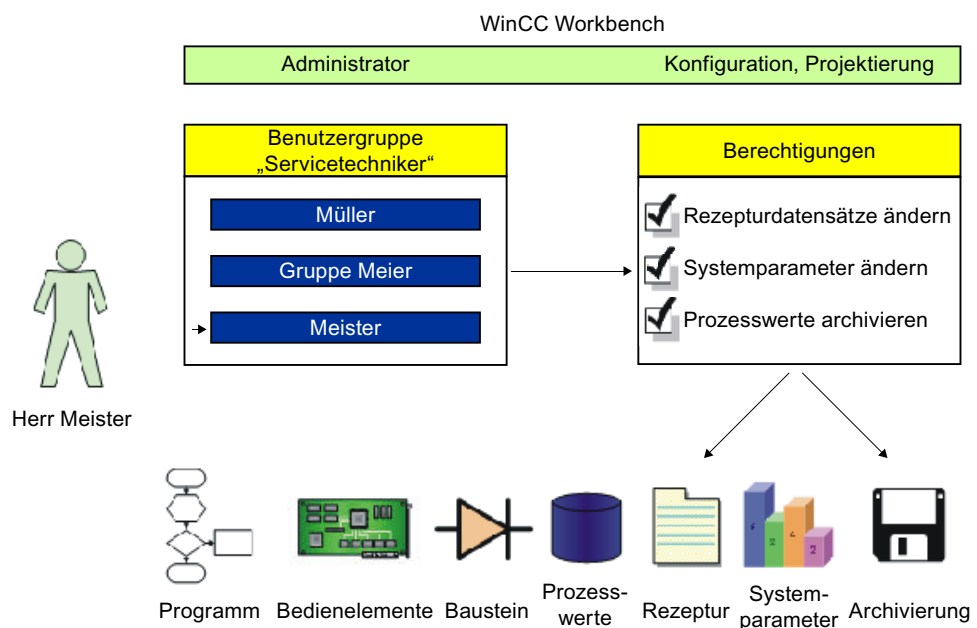 WinCC Workbench
Administrator
Konfiguration, Projektierung
Benutzergruppe
„Servicetechniker“
Berechtigungen
Müller
Gruppe Meier
Meister
Rezepturdatensätze ändern
Systemparameter ändern
Prozesswerte archivieren
Herr Meister
Programm
Bedienelemente
Baustein
Prozess-
werte
Rezeptur
System-
parameter
Archivierung